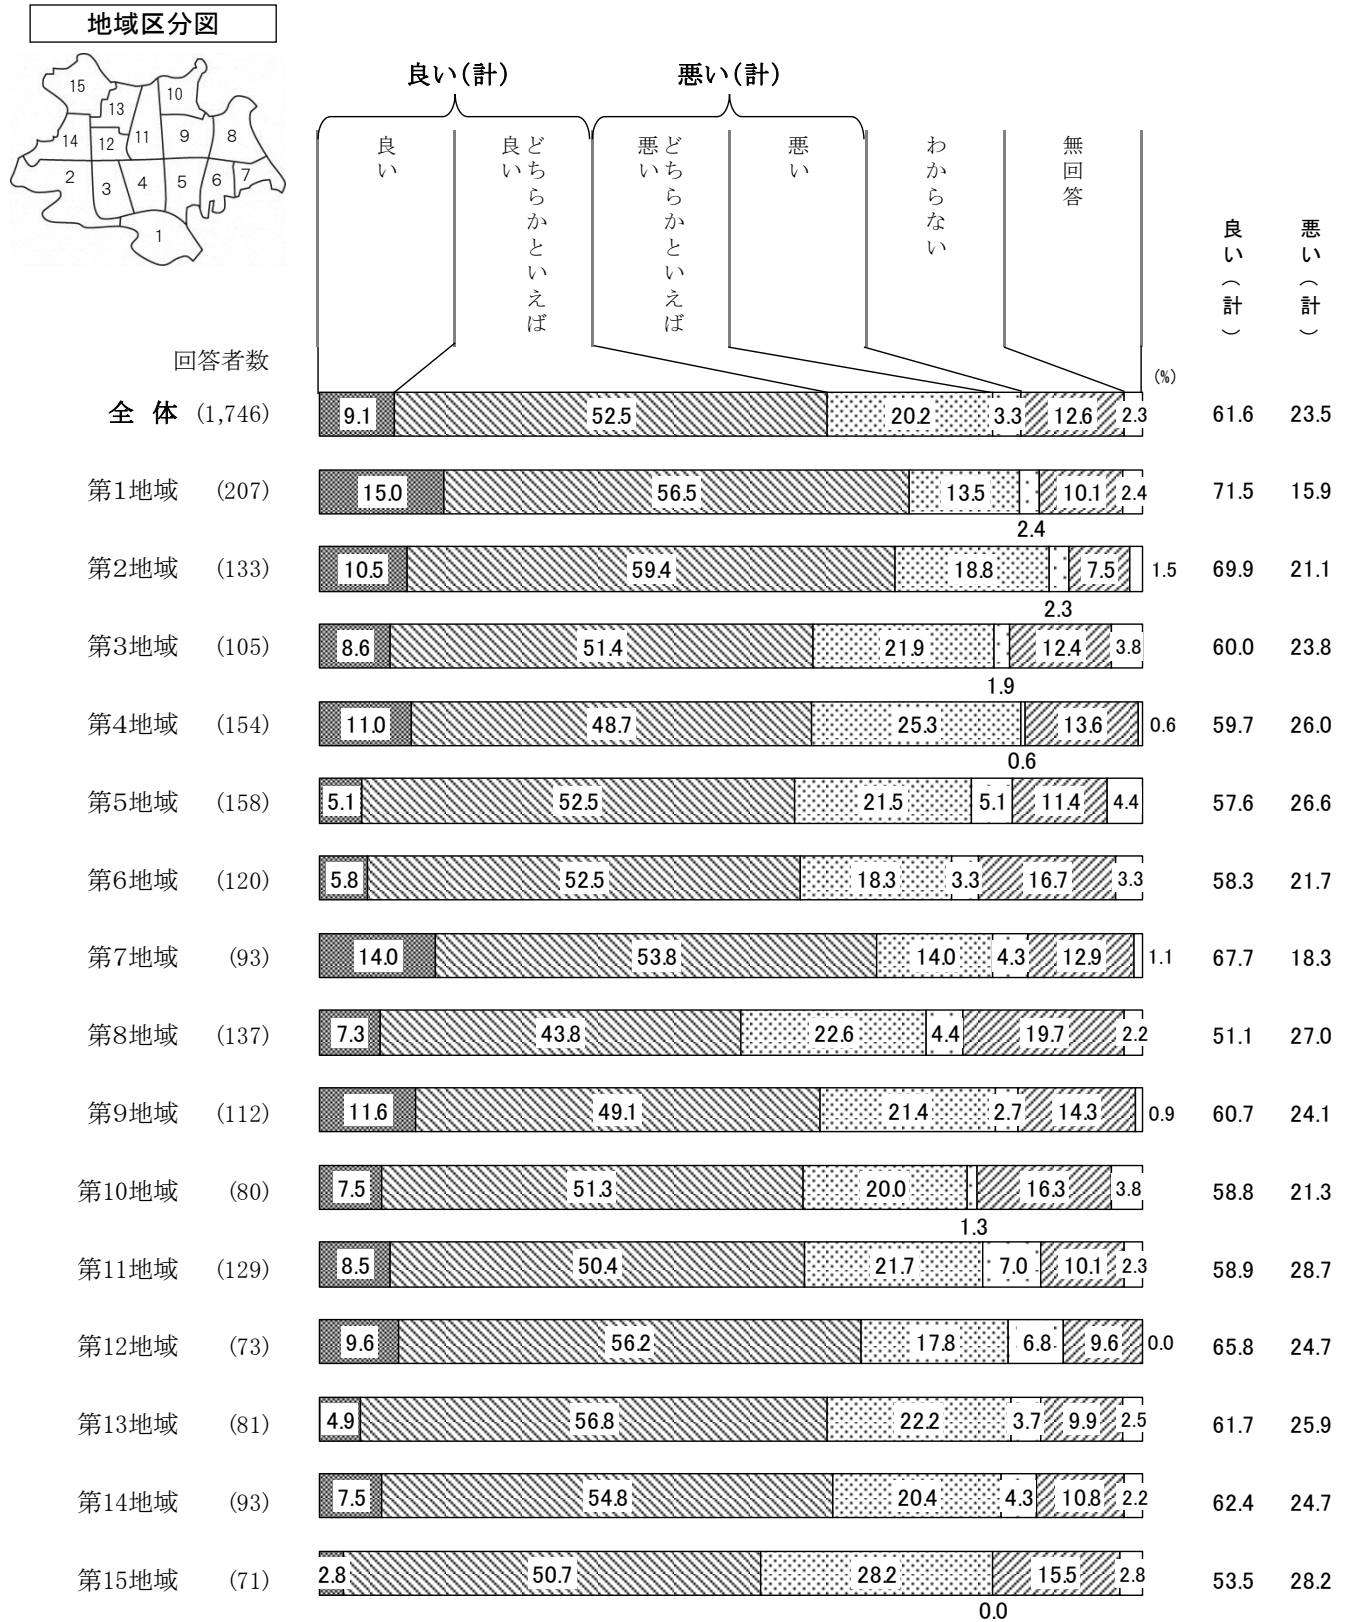 地域区分図
15
13
10
14
12
11
9
8
2
3
4
5
6
7
1
良い(計)
悪い(計)
良い
どちらかといえば
良い
どちらかといえば
悪い
悪い
わからない
無回答
良い(計)
悪い(計)
回答者数
(%)
全 体 (1,746) 9.1 52.5 20.2 3.3 12.6 2.3 61.6 23.5
第1地域 (207) 15.0 56.5 13.5 10.1 2.4 71.5 15.9
2.4
第2地域 (133) 10.5 59.4 18.8 7.5 1.5 69.9 21.1
2.3
第3地域 (105) 8.6 51.4 21.9 12.4 3.8 60.0 23.8
1.9
第4地域 (154) 11.0 48.7 25.3 13.6 0.6 59.7 26.0
0.6
第5地域 (158) 5.1 52.5 21.5 5.1 11.4 4.4 57.6 26.6
第6地域 (120) 5.8 52.5 18.3 3.3 16.7 3.3 58.3 21.7
第7地域 (93) 14.0 53.8 14.0 4.3 12.9 1.1 67.7 18.3
第8地域 (137) 7.3 43.8 22.6 4.4 19.7 2.2 51.1 27.0
第9地域 (112) 11.6 49.1 21.4 2.7 14.3 0.9 60.7 24.1
第10地域 (80) 7.5 51.3 20.0 16.3 3.8 58.8 21.3
1.3
第11地域 (129) 8.5 50.4 21.7 7.0 10.1 2.3 58.9 28.7
第12地域 (73) 9.6 56.2 17.8 6.8 9.6 0.0 65.8 24.7
第13地域 (81) 4.9 56.8 22.2 3.7 9.9 2.5 61.7 25.9
第14地域 (93) 7.5 54.8 20.4 4.3 10.8 2.2 62.4 24.7
第15地域 (71) 2.8 50.7 28.2 15.5 2.8 53.5 28.2
0.0